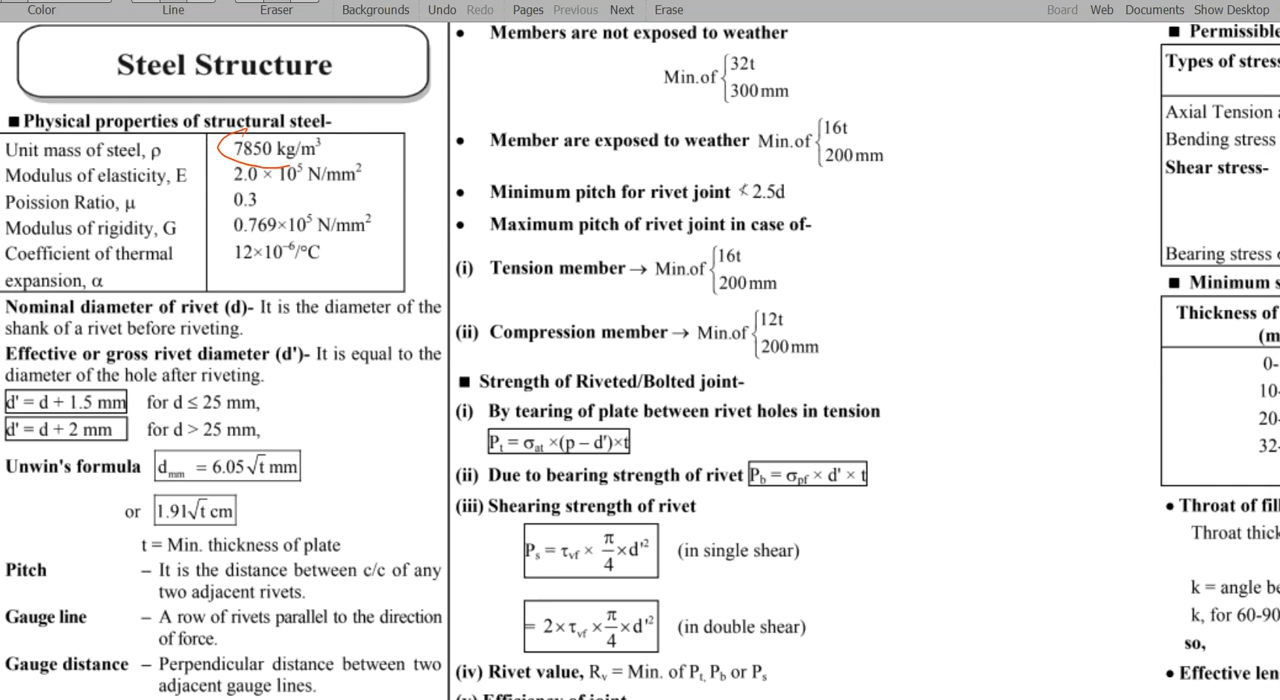 Color Line Eraser Backgrounds Undo Redo Pages Previous Next Erase Board Web Documents Show Desktop
Steel Structure
■ Physical properties of structural steel-
Unit mass of steel, ρ 7850 kg/m³
Modulus of elasticity, E 2.0 × 10⁵ N/mm²
Poission Ratio, μ 0.3
Modulus of rigidity, G 0.769×10⁵ N/mm²
Coefficient of thermal 12×10⁻⁶/°C
expansion, α
Nominal diameter of rivet (d)- It is the diameter of the
shank of a rivet before riveting.
Effective or gross rivet diameter (d')- It is equal to the
diameter of the hole after riveting.
d' = d + 1.5 mm for d ≤ 25 mm,
d' = d + 2 mm for d > 25 mm,
Unwin's formula d_mm = 6.05 √t mm
or 1.91√t cm
t = Min. thickness of plate
Pitch – It is the distance between c/c of any
two adjacent rivets.
Gauge line – A row of rivets parallel to the direction
of force.
Gauge distance – Perpendicular distance between two
adjacent gauge lines.
• Members are not exposed to weather
Min.of { 32t
300 mm
• Member are exposed to weather Min.of { 16t
200 mm
• Minimum pitch for rivet joint ≮ 2.5d
• Maximum pitch of rivet joint in case of-
(i) Tension member → Min.of { 16t
200 mm
(ii) Compression member → Min.of { 12t
200 mm
■ Strength of Riveted/Bolted joint-
(i) By tearing of plate between rivet holes in tension
P_t = σ_at ×(p – d')×t
(ii) Due to bearing strength of rivet P_b = σ_pf × d' × t
(iii) Shearing strength of rivet
P_s = τ_vf × π/4 ×d'² (in single shear)
= 2×τ_vf × π/4 ×d'² (in double shear)
(iv) Rivet value, R_v = Min. of P_t, P_b or P_s
■ Permissible
Types of stress
Axial Tension
Bending stress
Shear stress-
Bearing stress
■ Minimum s
Thickness of
(m
0-
10-
20-
32-
• Throat of fill
Throat thick
k = angle be
k, for 60-90
so,
• Effective len